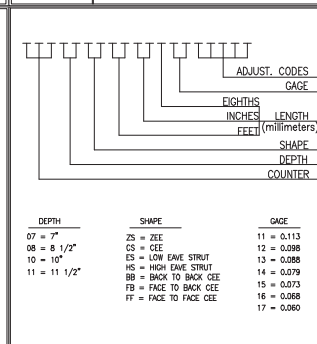 ADJUST. CODES
GAGE
EIGHTHS
INCHES LENGTH
FEET (millimeters)
SHAPE
DEPTH
COUNTER
DEPTH SHAPE GAGE
07 = 7" ZS = ZEE 11 = 0.113
08 = 8 1/2" CS = CEE 12 = 0.098
10 = 10" ES = LOW EAVE STRUT 13 = 0.088
11 = 11 1/2" HS = HIGH EAVE STRUT 14 = 0.079
BB = BACK TO BACK CEE 15 = 0.073
FB = FACE TO BACK CEE 16 = 0.068
FF = FACE TO FACE CEE 17 = 0.060